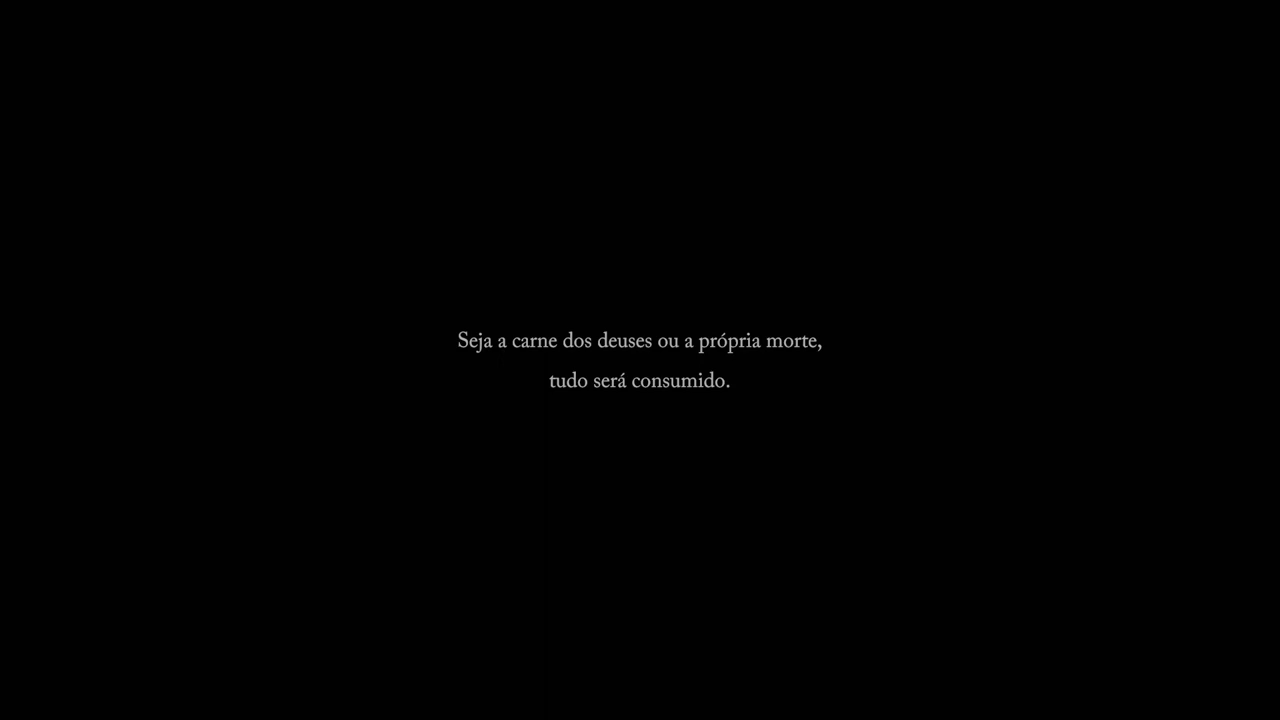 Seja a carne dos deuses ou a própria morte,
tudo será consumido.